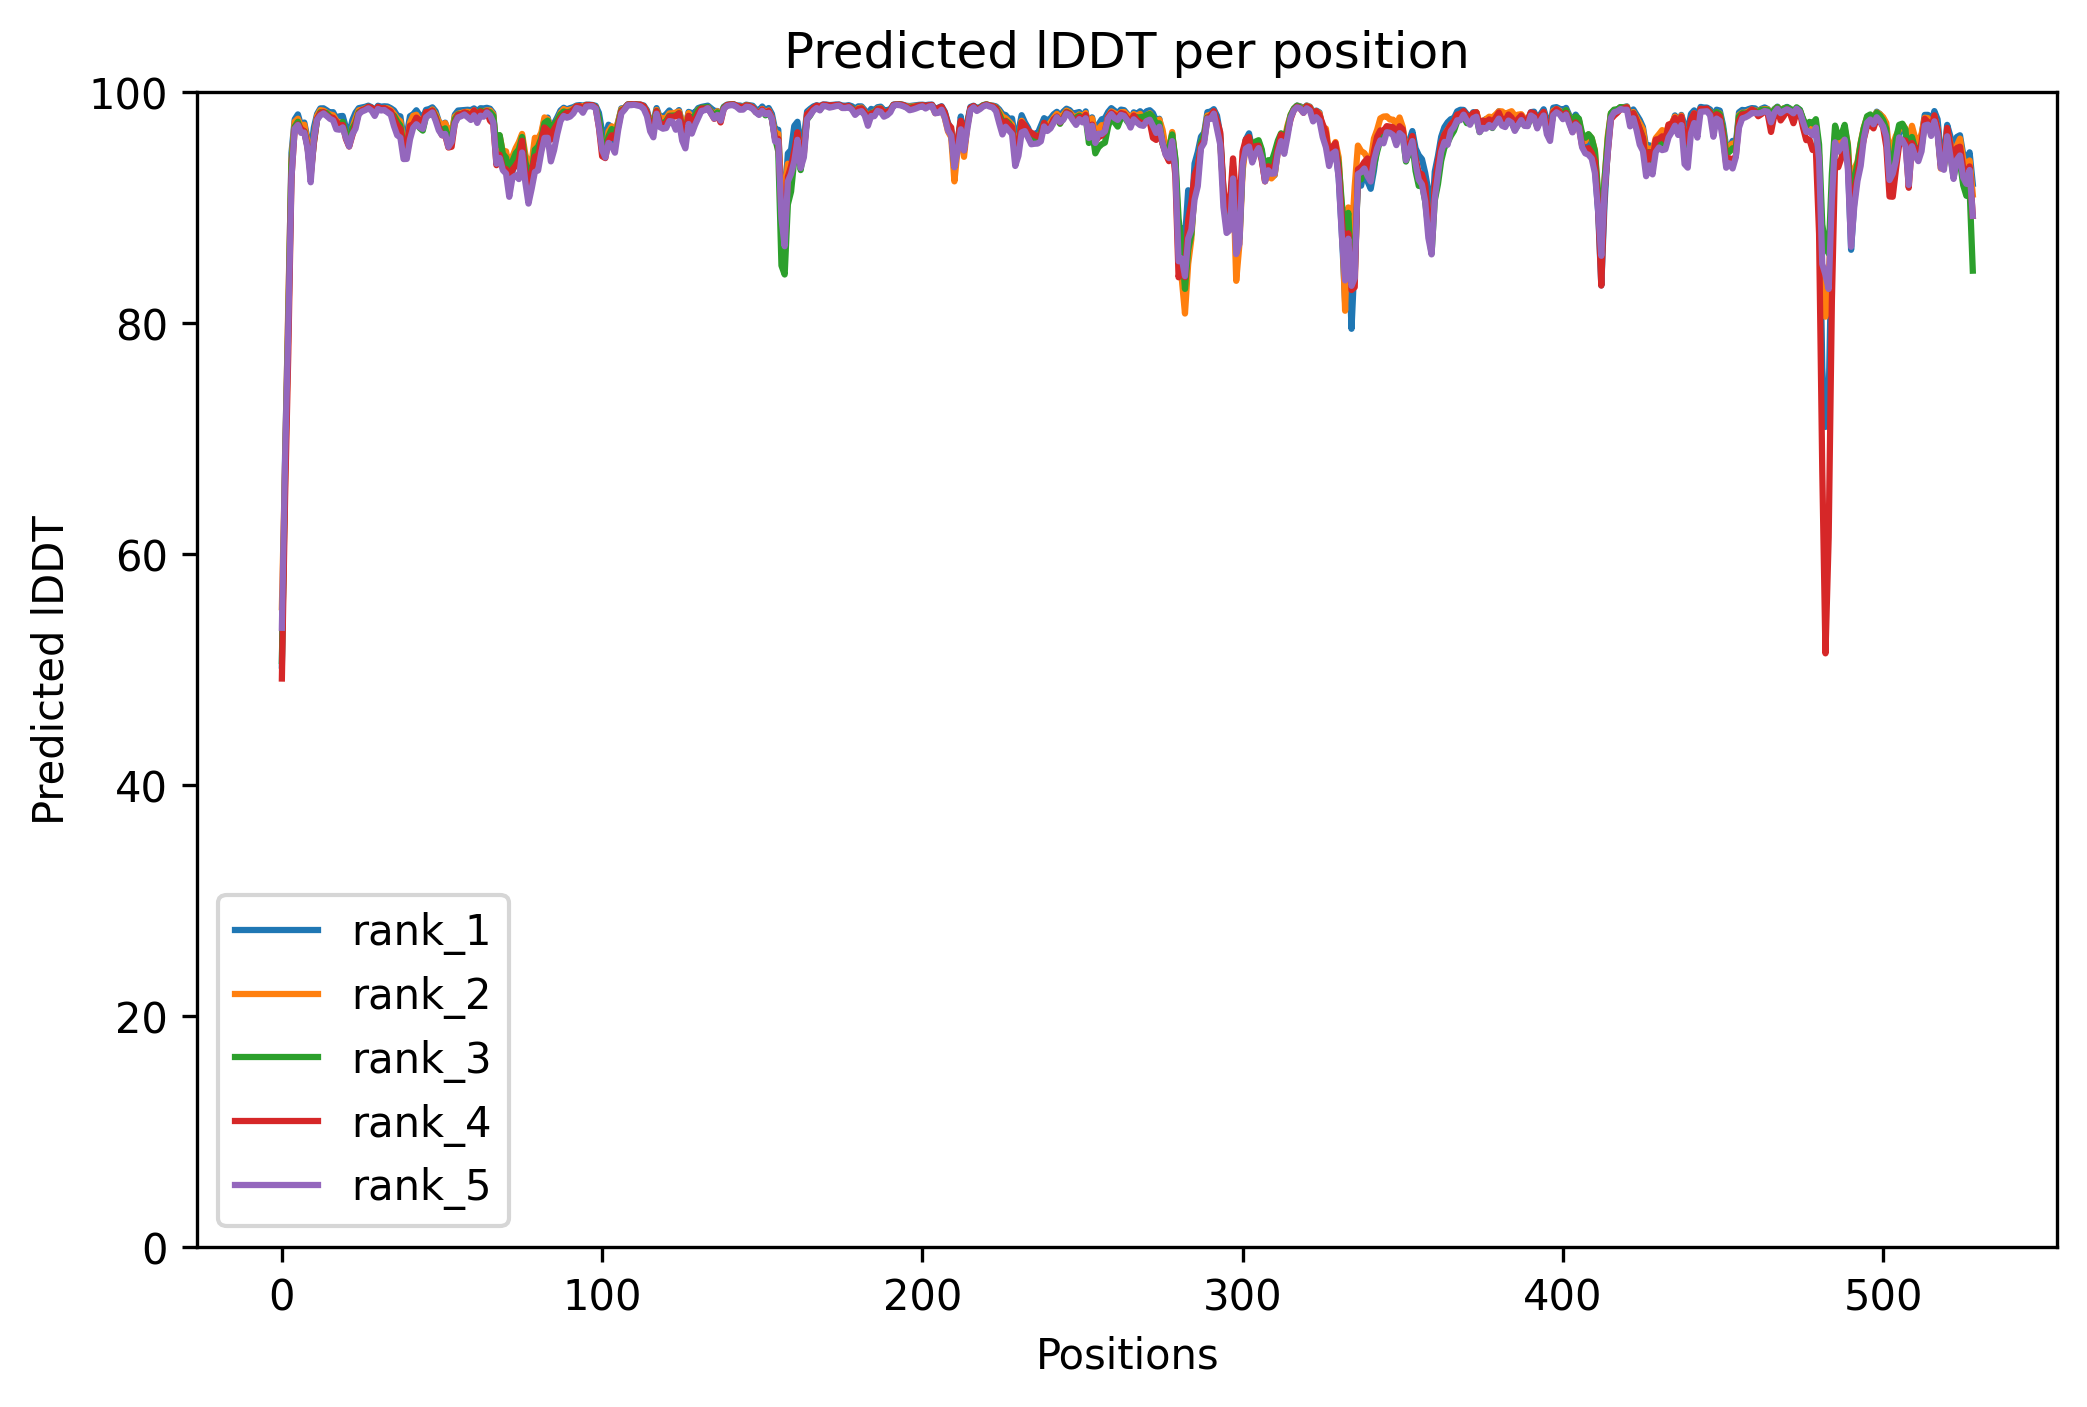 Predicted lDDT per position
100
80
60
40
20
0
Predicted lDDT
rank_1
rank_2
rank_3
rank_4
rank_5
0 100 200 300 400 500
Positions